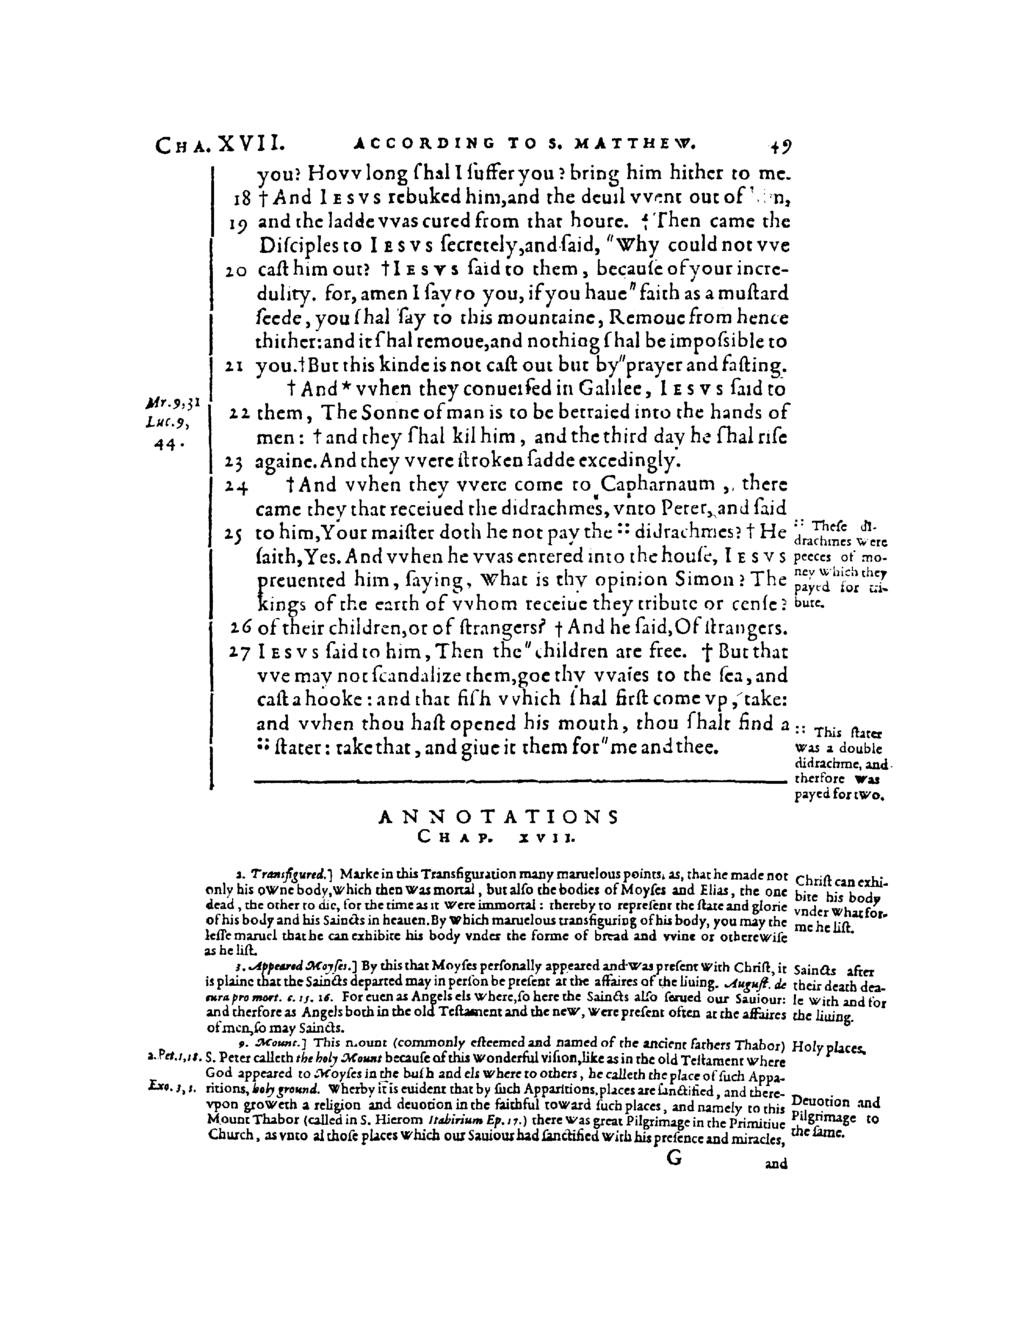 CHA. XVII. ACCORDING TO S. MATTHEW. 49
you? Hovv long ſhal I ſuffer you? bring him hither to me.
18 † And IESVS rebuked him, and the deuil vvent out of
19 and the ladde vvas cured from that houre. † Then came the
Diſciples to IESVS ſecretely, and ſaid, "Why could not vve
20 caſt him out? † IESVS ſaid to them, becauſe of your incre-
dulity. for, amen I ſay to you, if you haue" faith as a muſtard
ſeede, you ſhal ſay to this mountaine, Remoue from hence
thither: and it ſhal remoue, and nothing ſhal be impoſsible to
21 you. † But this kinde is not caſt out but by"prayer and faſting.
† And * vvhen they conuerſed in Galilee, IESVS ſaid to
Mr. 9, 31
Luc. 9,
44.
22 them, The Sonne of man is to be betraied into the hands of
men: † and they ſhal kil him, and the third day he ſhal riſe
23 againe. And they vvere ſtroken ſadde excedingly.
24 † And vvhen they vvere come to Capharnaum, there
came they that receiued the didrachmes, vnto Peter, and ſaid
25 to him, Your maiſter doth he not pay the :: didrachmes? † He
ſaith, Yes. And vvhen he vvas entered into the houſe, IESVS
preuented him, ſaying, What is thy opinion Simon? The
kings of the earth of vvhom receiue they tribute or cenſe?
:: Theſe di-
drachmes were
peeces of mo-
ney which they
payed for tri-
bute.
26 of their children, or of ſtrangers? † And he ſaid, Of ſtrangers.
27 IESVS ſaid to him, Then the" children are free. † But that
vve may not ſcandalize them, goe thy vvaies to the ſea, and
caſt a hooke: and that fiſh vvhich ſhal firſt come vp, take:
and vvhen thou haſt opened his mouth, thou ſhalt find a
:: ſtater: take that, and giue it them for" me and thee.
:: This ſtater
was a double
didrachme, and
therfore was
payed for two.
ANNOTATIONS
CHAP. XVII.
2. Transfigured.] Marke in this Transfiguration many maruelous points, as, that he made not
only his owne body, which then was mortal, but alſo the bodies of Moyſes and Elias, the one
dead, the other to die, for the time as it were immortal: thereby to repreſent the ſtate and glorie
of his body and his Saincts in heauen. By which maruelous transfiguring of his body, you may the
leſſe maruel that he can exhibite his body vnder the forme of bread and vvine or otherewiſe
as he liſt.
Chriſt can exhi-
bite his body
vnder what for-
me he liſt.
3. Appeared Moyſes.] By this that Moyſes perſonally appeared and was preſent with Chriſt, it
is plaine that the Saincts departed may in perſon be preſent at the affaires of the liuing. Auguſt. de
cura pro mort. c. 15. 16. For euen as Angels els where, ſo here the Saincts alſo ſerued our Sauiour:
and therfore as Angels both in the old Teſtament and the new, were preſent often at the affaires
of men, ſo may Saincts.
Saincts after
their death dea-
le with and for
the liuing.
9. Mount.] This mount (commonly eſteemed and named of the ancient fathers Thabor)
Holy places.
2. Pet. 1, 18. S. Peter calleth the holy Mount becauſe of this wonderful viſion, like as in the old Teſtament where
God appeared to Moyſes in the buſh and els where to others, he calleth the place of ſuch Appa-
Exo. 3, 5. ritions, holy ground. Wherby it is euident that by ſuch Apparitions, places are ſanctified, and there-
vpon groweth a religion and deuotion in the faithful toward ſuch places, and namely to this
Mount Thabor (called in S. Hierom Itabirium Ep. 17.) there was great Pilgrimage in the Primitiue
Church, as vnto al thoſe places which our Sauiour had ſanctified with his preſence and miracles,
Deuotion and
Pilgrimage to
the ſame.
G and